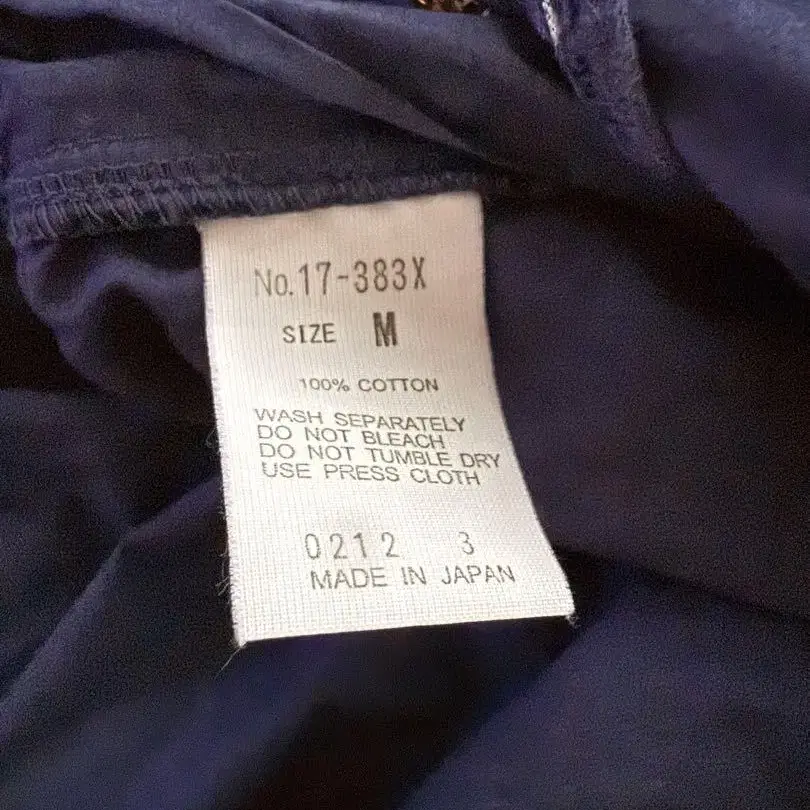 No.17-383X
SIZE M
100% COTTON
WASH SEPARATELY
DO NOT BLEACH
DO NOT TUMBLE DRY
USE PRESS CLOTH
0212 3
MADE IN JAPAN